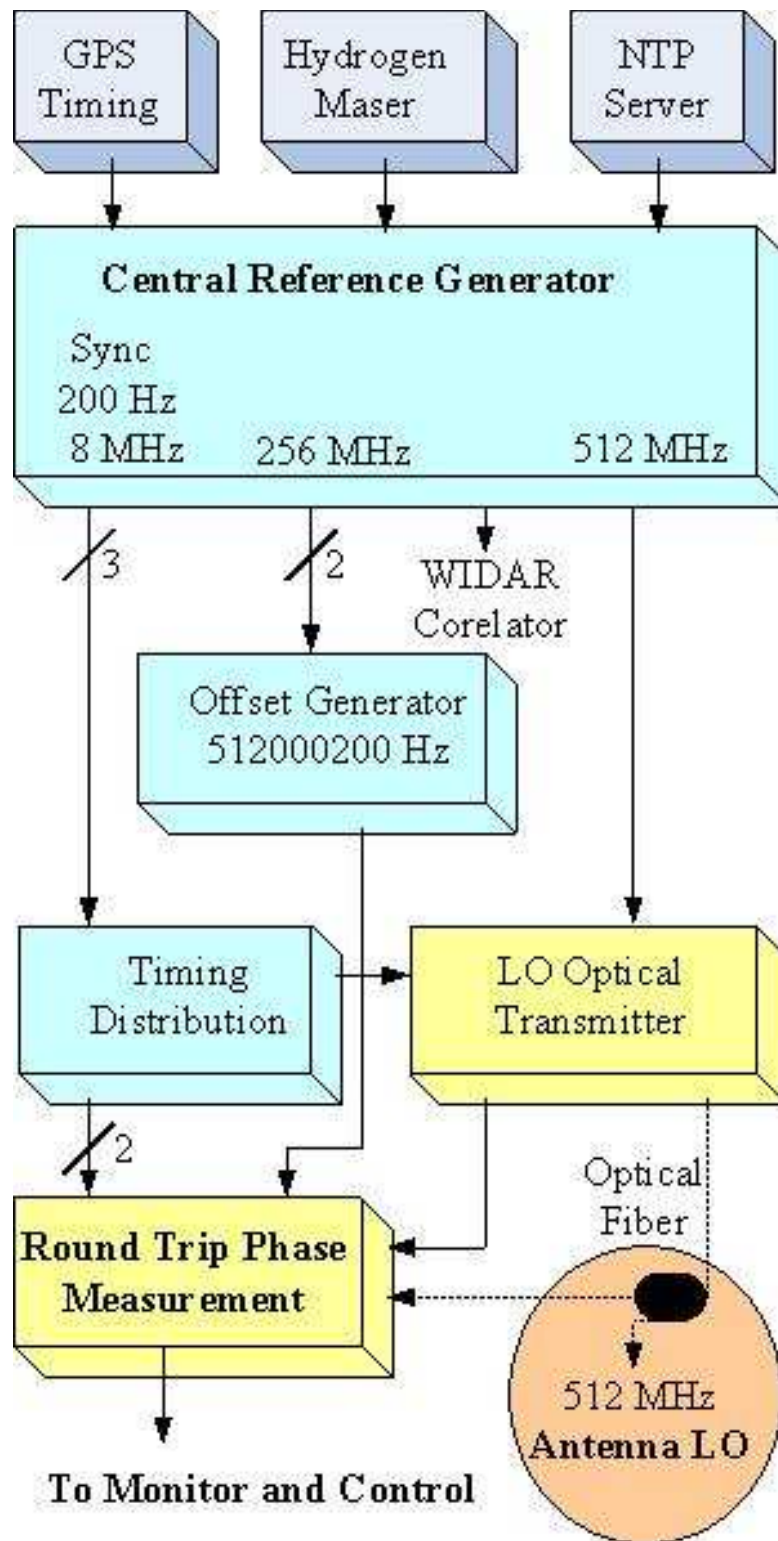 GPS
Timing
Hydrogen
Maser
NTP
Server
Central Reference Generator
Sync
200 Hz
8 MHz
256 MHz
512 MHz
3
2
WIDAR
Corelator
Offset Generator
512000200 Hz
Timing
Distribution
LO Optical
Transmitter
2
Optical
Fiber
Round Trip Phase
Measurement
512 MHz
Antenna LO
To Monitor and Control